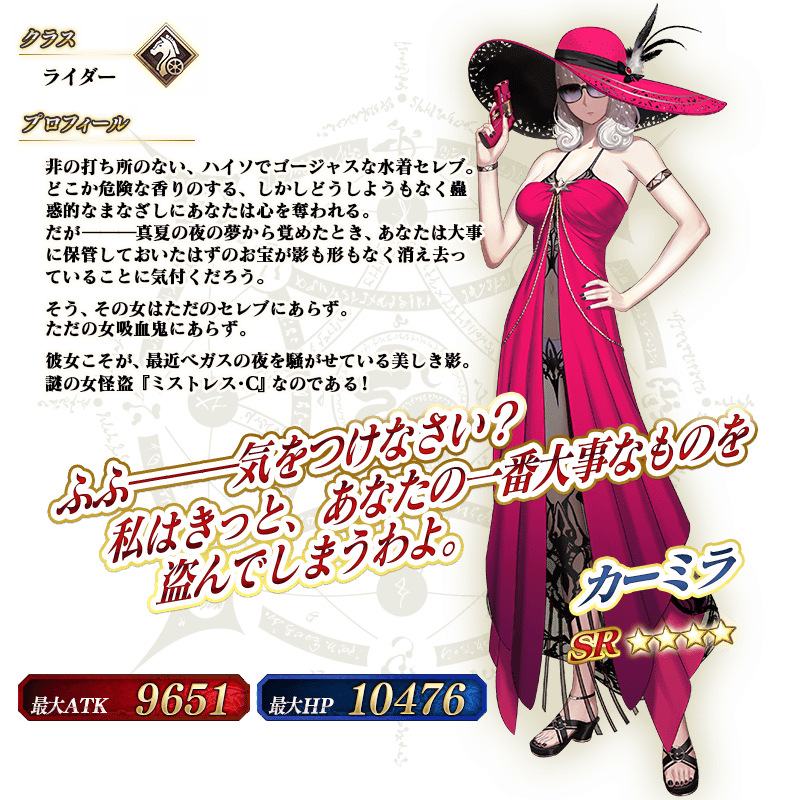 クラス
ライダー
プロフィール
非の打ち所のない、ハイソでゴージャスな水着セレブ。
どこか危険な香りのする、しかしどうしようもなく蠱
惑的なまなざしにあなたは心を奪われる。
だが―――真夏の夜の夢から覚めたとき、あなたは大事
に保管しておいたはずのお宝が影も形もなく消え去っ
ていることに気付くだろう。
そう、その女はただのセレブにあらず。
ただの女吸血鬼にあらず。
彼女こそが、最近ベガスの夜を騒がせている美しき影。
謎の女怪盗『ミストレス・C』なのである！
ふふ―――気をつけなさい？
私はきっと、あなたの一番大事なものを
盗んでしまうわよ。
カーミラ
SR
最大ATK 9651
最大HP 10476